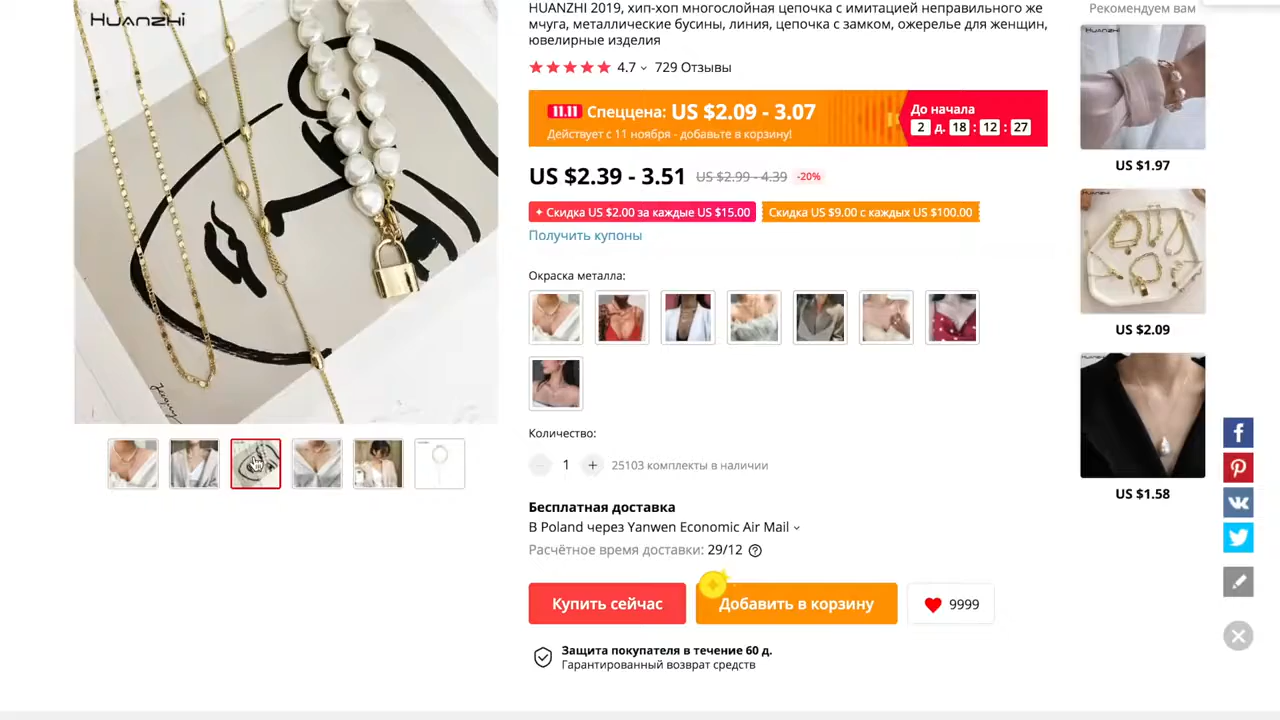 HUANZHI
HUANZHI 2019, хип-хоп многослойная цепочка с имитацией неправильного же
мчуга, металлические бусины, линия, цепочка с замком, ожерелье для женщин,
ювелирные изделия
4.7 729 Отзывы
11.11 Спеццена: US $2.09 - 3.07
Действует с 11 ноября - добавьте в корзину!
До начала
2 д. 18 : 12 : 27
US $2.39 - 3.51 US $2.99 - 4.39 -20%
Скидка US $2.00 за каждые US $15.00 Скидка US $9.00 с каждых US $100.00
Получить купоны
Окраска металла:
Количество:
− 1 + 25103 комплекты в наличии
Бесплатная доставка
В Poland через Yanwen Economic Air Mail
Расчётное время доставки: 29/12 ?
Купить сейчас Добавить в корзину 9999
Защита покупателя в течение 60 д.
Гарантированный возврат средств
Рекомендуем вам
HUANZHI
US $1.97
HUANZHI
US $2.09
HUANZHI
US $1.58